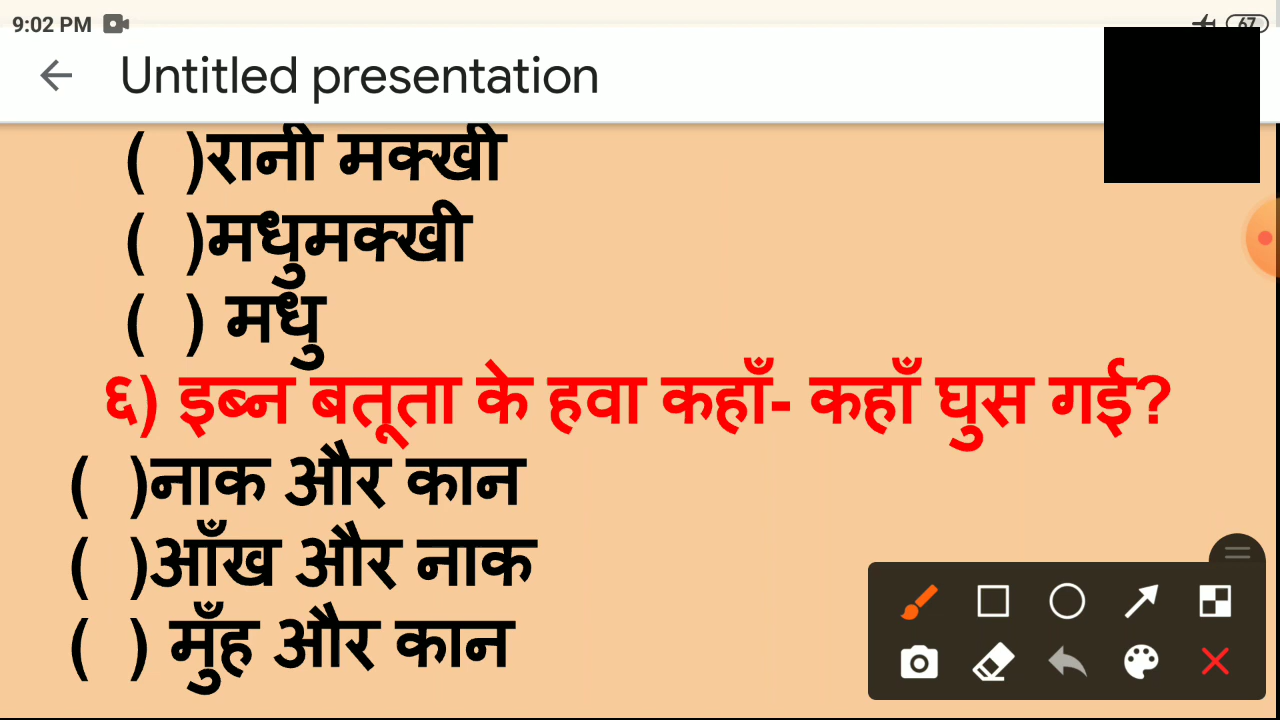 9:02 PM
67
Untitled presentation
( )रानी मक्खी
( )मधुमक्खी
( ) मधु
६) इब्न बतूता के हवा कहाँ- कहाँ घुस गई?
( )नाक और कान
( )आँख और नाक
( ) मुँह और कान